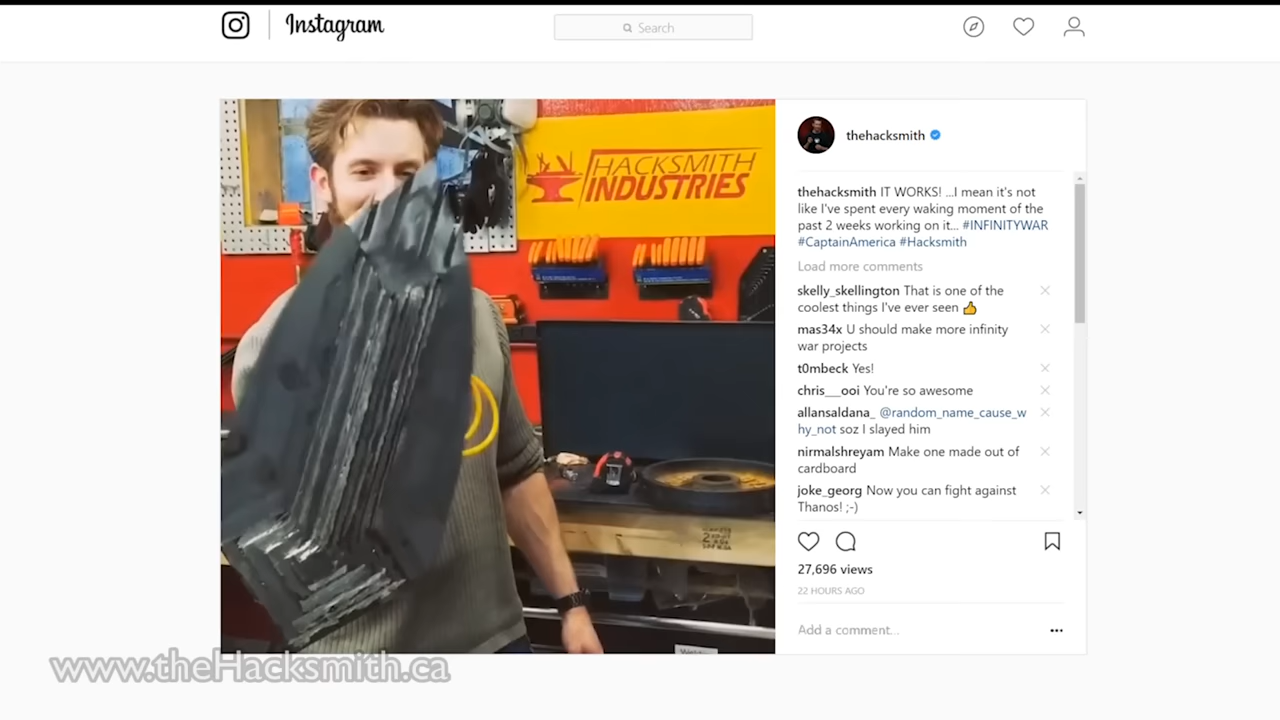 Instagram
Search
HACKSMITH
INDUSTRIES
thehacksmith
thehacksmith IT WORKS! ...I mean it's not
like I've spent every waking moment of the
past 2 weeks working on it... #INFINITYWAR
#CaptainAmerica #Hacksmith
Load more comments
skelly_skellington That is one of the
coolest things I've ever seen 👍
mas34x U should make more infinity
war projects
t0mbeck Yes!
chris___ooi You're so awesome
allansaldana_ @random_name_cause_w
hy_not soz I slayed him
nirmalshreyam Make one made out of
cardboard
joke_georg Now you can fight against
Thanos! ;-)
27,696 views
22 HOURS AGO
Add a comment...
www.theHacksmith.ca